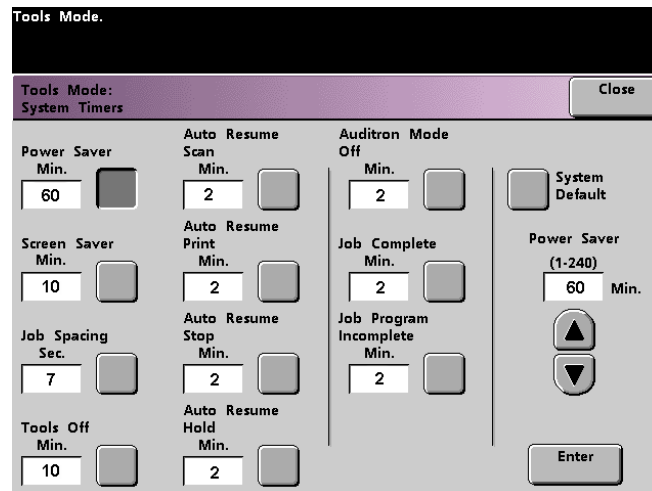 Tools Mode.
Tools Mode:
System Timers
Close
Power Saver
Min.
60
Screen Saver
Min.
10
Job Spacing
Sec.
7
Tools Off
Min.
10
Auto Resume
Scan
Min.
2
Auto Resume
Print
Min.
2
Auto Resume
Stop
Min.
2
Auto Resume
Hold
Min.
2
Auditron Mode
Off
Min.
2
Job Complete
Min.
2
Job Program
Incomplete
Min.
2
System
Default
Power Saver
(1-240)
60 Min.
Enter